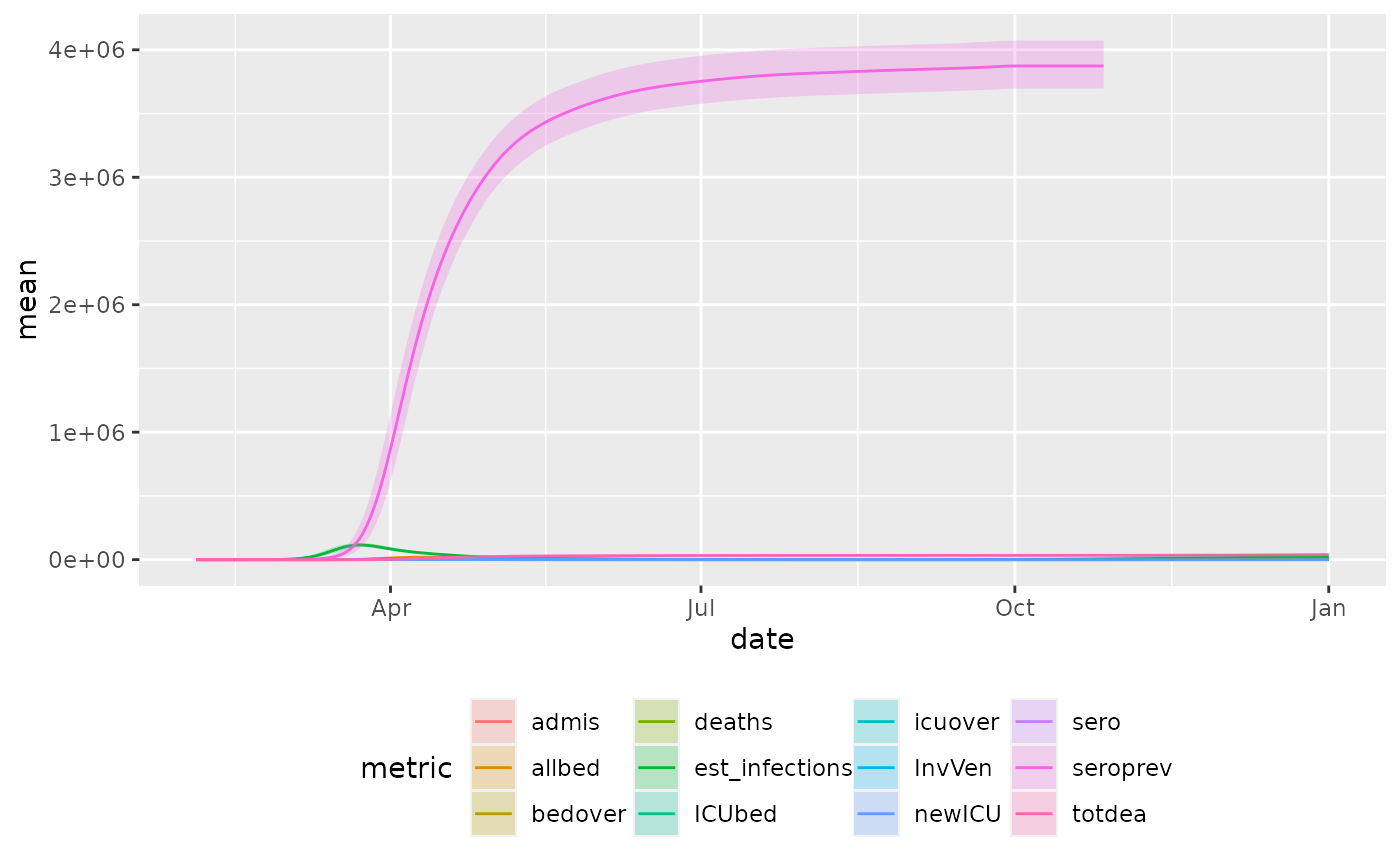 4e+06
3e+06
2e+06
1e+06
0e+00
mean
Apr Jul Oct Jan
date
metric
admis deaths icuover sero
allbed est_infections InvVen seroprev
bedover ICUbed newICU totdea